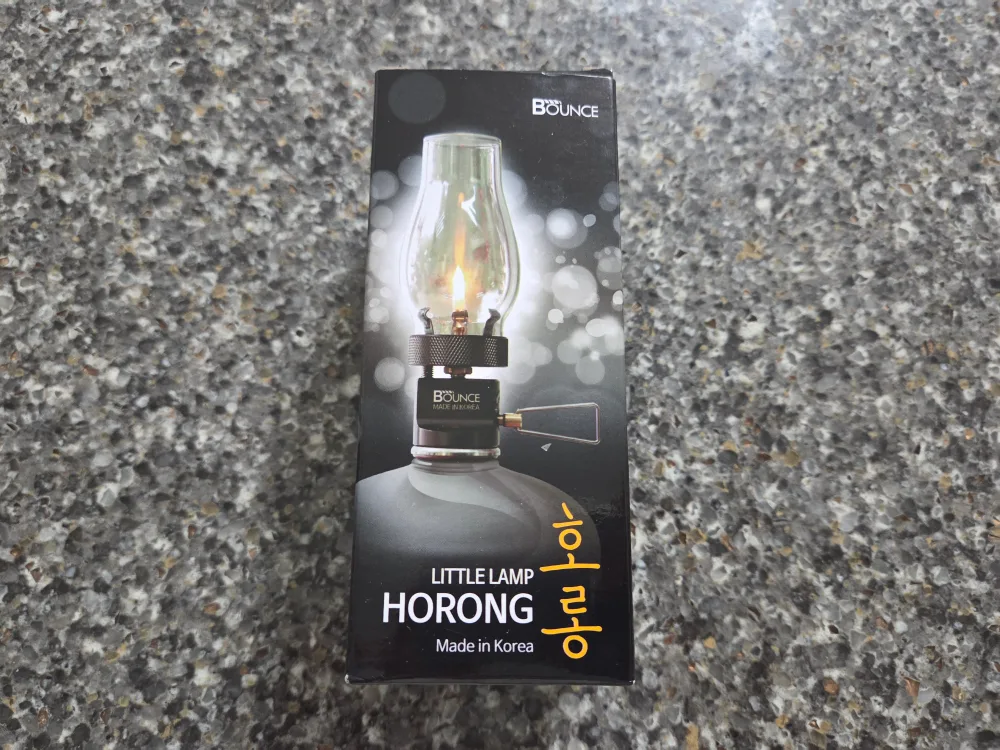 BOUNCE
BOUNCE
MADE IN KOREA
LITTLE LAMP
HORONG
Made in Korea
호롱